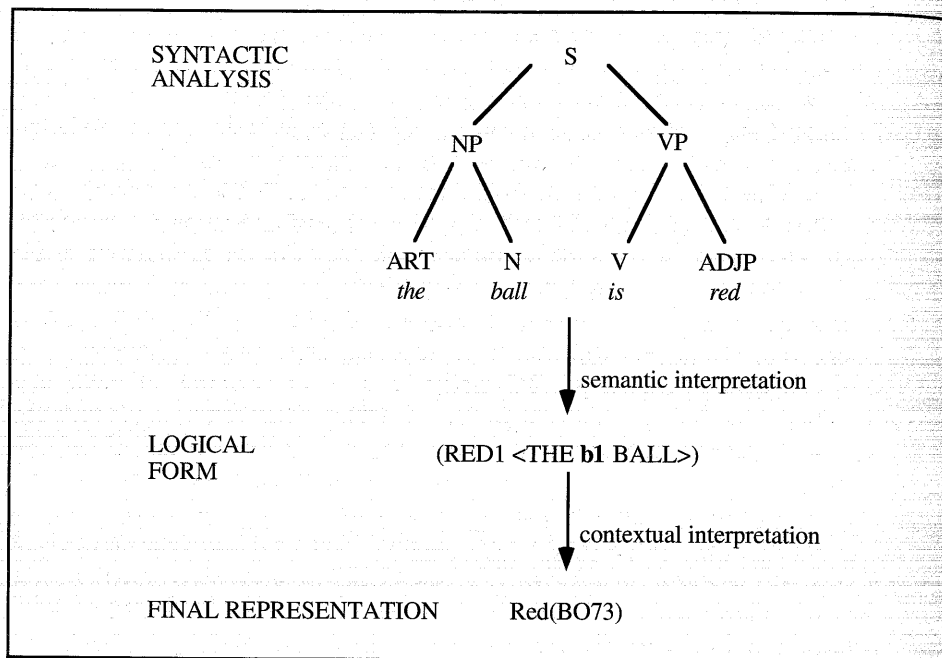 SYNTACTIC
ANALYSIS
S
NP VP
ART N V ADJP
the ball is red
semantic interpretation
LOGICAL
FORM
(RED1 <THE b1 BALL>)
contextual interpretation
FINAL REPRESENTATION Red(BO73)